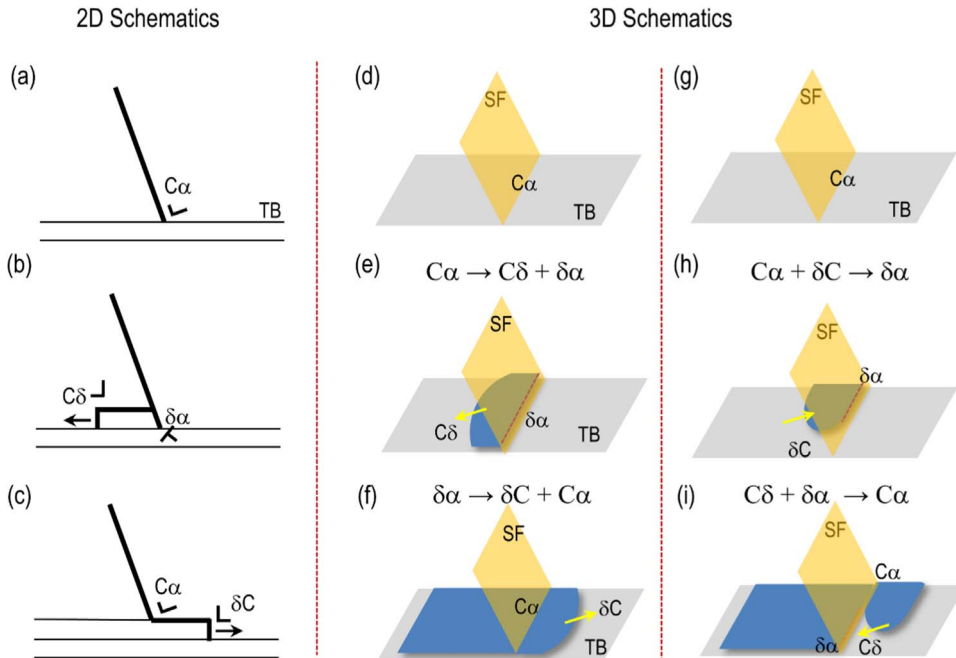 2D Schematics
3D Schematics
(a)
Cα
TB
(b)
Cδ
δα
(c)
Cα
δC
(d)
SF
Cα
TB
(e)
Cα → Cδ + δα
SF
Cδ
δα
TB
(f)
δα → δC + Cα
SF
Cα
δC
TB
(g)
SF
Cα
TB
(h)
Cα + δC → δα
SF
δα
δC
(i)
Cδ + δα → Cα
SF
Cα
δα
Cδ